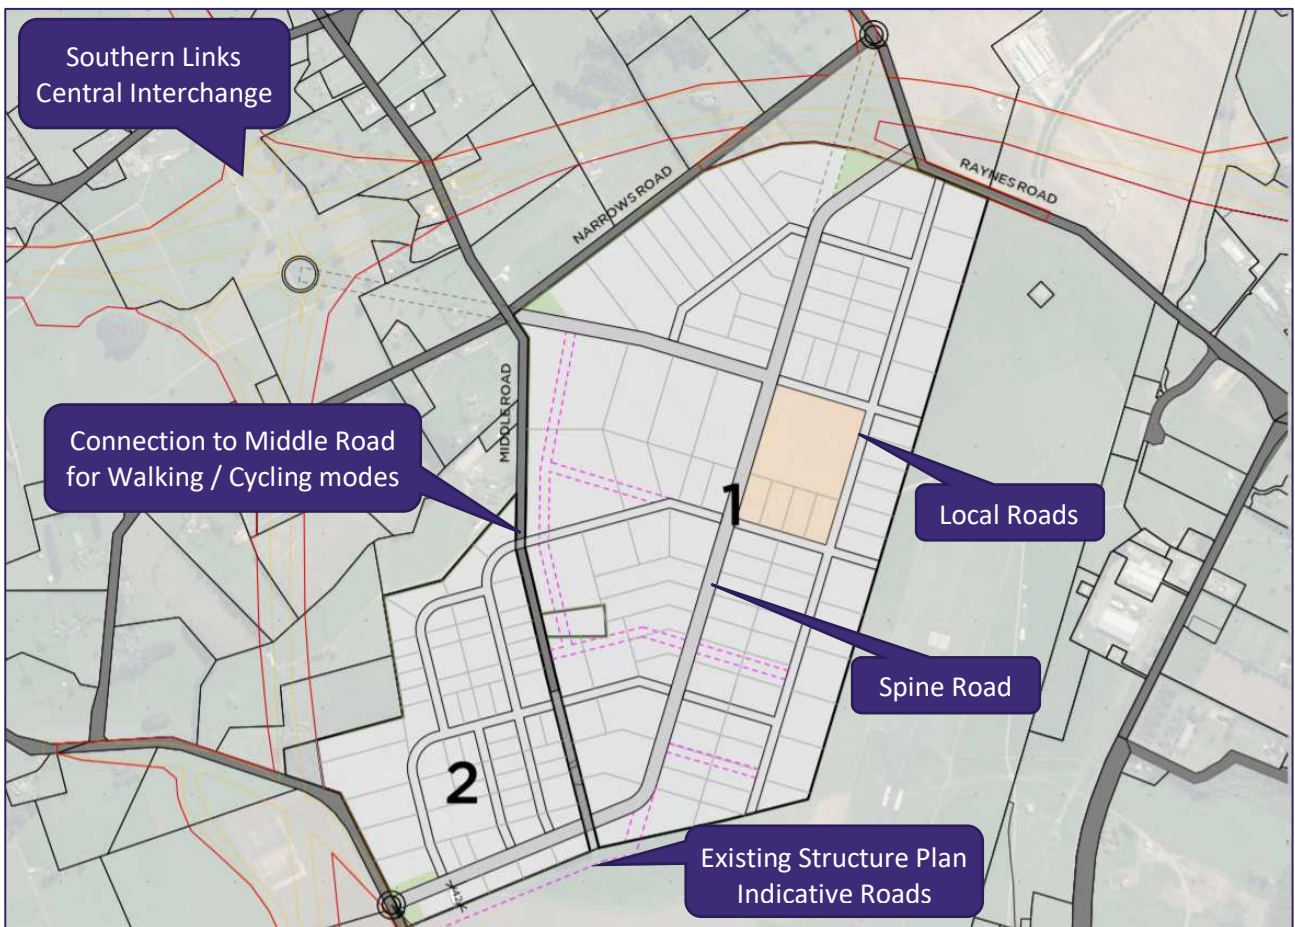 Southern Links
Central Interchange
RAYNES ROAD
NARROWS ROAD
MIDDLE ROAD
Connection to Middle Road
for Walking / Cycling modes
1
Local Roads
Spine Road
2
Existing Structure Plan
Indicative Roads